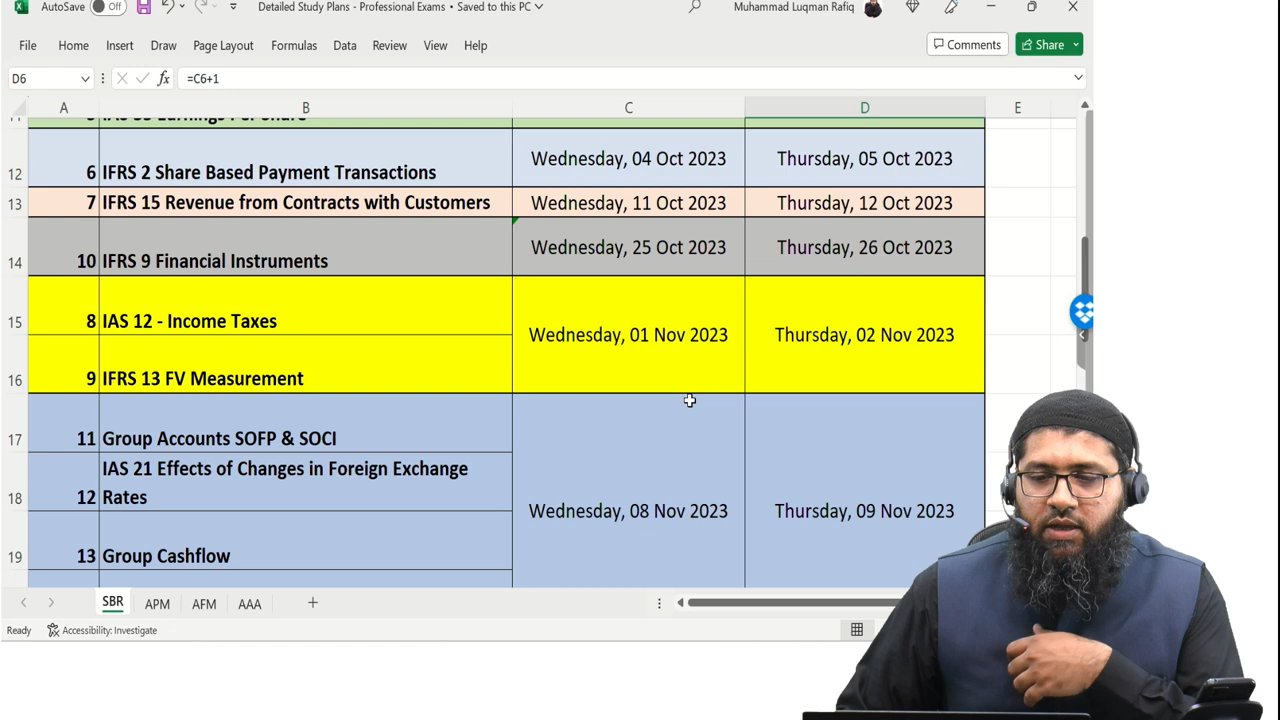 AutoSave Off Detailed Study Plans - Professional Exams • Saved to this PC Muhammad Luqman Rafiq
File Home Insert Draw Page Layout Formulas Data Review View Help Comments Share
D6 fx =C6+1
A B C D E
11 5 IAS 33 Earnings Per Share
12 6 IFRS 2 Share Based Payment Transactions Wednesday, 04 Oct 2023 Thursday, 05 Oct 2023
13 7 IFRS 15 Revenue from Contracts with Customers Wednesday, 11 Oct 2023 Thursday, 12 Oct 2023
14 10 IFRS 9 Financial Instruments Wednesday, 25 Oct 2023 Thursday, 26 Oct 2023
15 8 IAS 12 - Income Taxes Wednesday, 01 Nov 2023 Thursday, 02 Nov 2023
16 9 IFRS 13 FV Measurement
17 11 Group Accounts SOFP & SOCI
IAS 21 Effects of Changes in Foreign Exchange
18 12 Rates Wednesday, 08 Nov 2023 Thursday, 09 Nov 2023
19 13 Group Cashflow
SBR APM AFM AAA
Ready Accessibility: Investigate